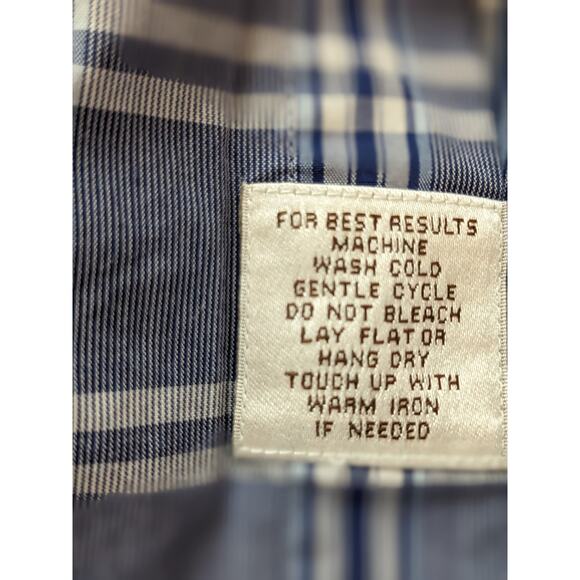 FOR BEST RESULTS
MACHINE
WASH COLD
GENTLE CYCLE
DO NOT BLEACH
LAY FLAT OR
HANG DRY
TOUCH UP WITH
WARM IRON
IF NEEDED